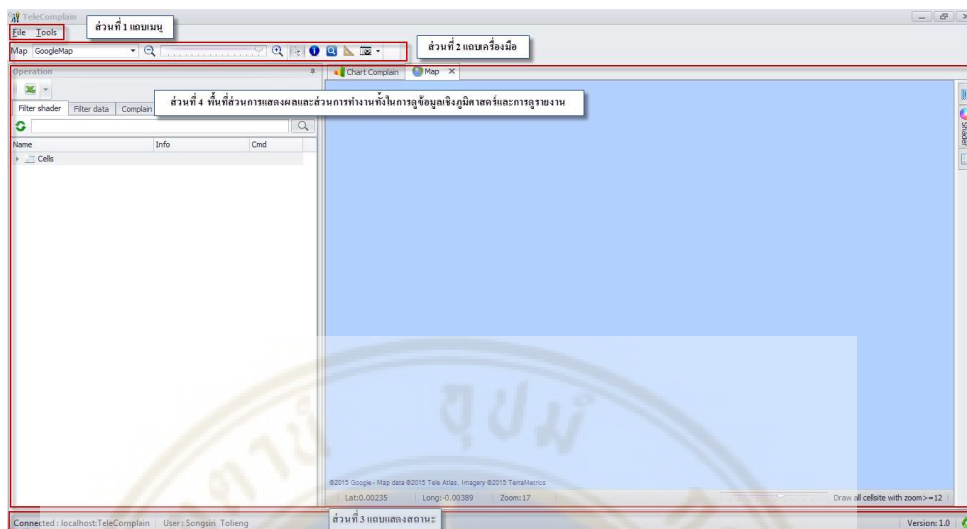 TeleComplain
File Tools
ส่วนที่ 1 แถบเมนู
Map GoogleMap
ส่วนที่ 2 แถบเครื่องมือ
Operation
Chart Complain Map
ส่วนที่ 4 พื้นที่ส่วนการแสดงผลและส่วนการทำงานทั้งในการดูข้อมูลเชิงภูมิศาสตร์และการดูรายงาน
Filter shader Filter data Complain
Shader
Name Info Cmd
Cells
©2015 Google - Map data ©2015 Tele Atlas, Imagery ©2015 TerraMetrics
Lat:0.00235 Long:-0.00389 Zoom:17 Draw all cellsite with zoom>=12
ส่วนที่ 3 แถบแสดงสถานะ
Connected : localhost:TeleComplain User : Songsin Tolieng Version: 1.0